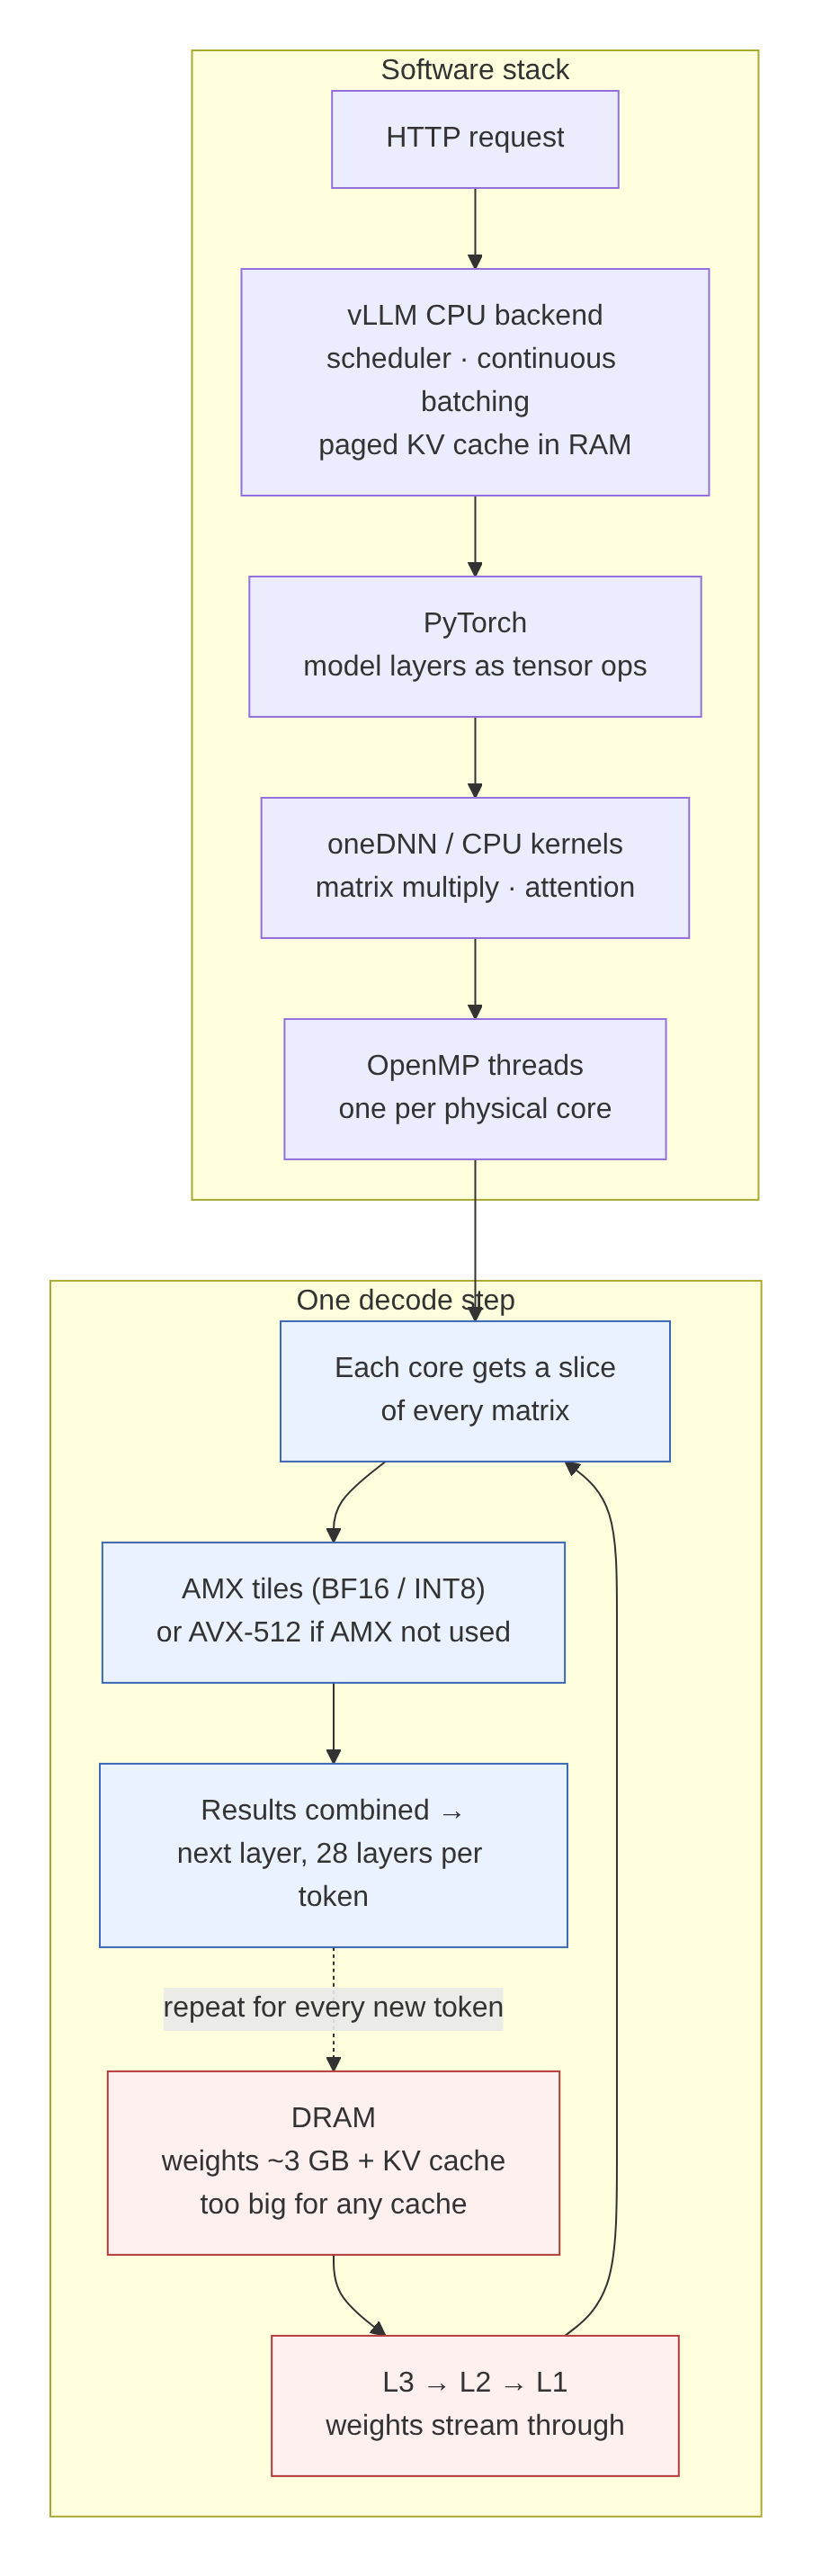 Software stack
HTTP request
vLLM CPU backend
scheduler · continuous
batching
paged KV cache in RAM
PyTorch
model layers as tensor ops
oneDNN / CPU kernels
matrix multiply · attention
OpenMP threads
one per physical core
One decode step
Each core gets a slice
of every matrix
AMX tiles (BF16 / INT8)
or AVX-512 if AMX not used
Results combined →
next layer, 28 layers per
token
repeat for every new token
DRAM
weights ~3 GB + KV cache
too big for any cache
L3 → L2 → L1
weights stream through